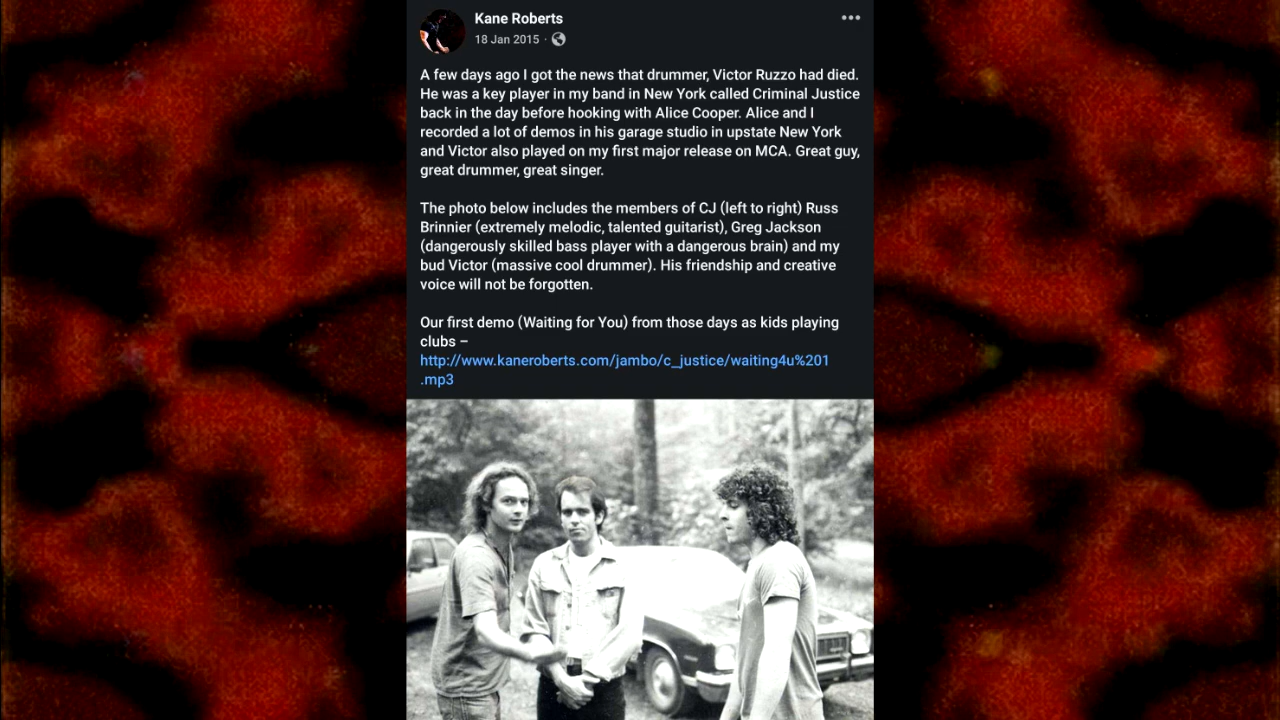 Kane Roberts
18 Jan 2015 ·
A few days ago I got the news that drummer, Victor Ruzzo had died.
He was a key player in my band in New York called Criminal Justice
back in the day before hooking with Alice Cooper. Alice and I
recorded a lot of demos in his garage studio in upstate New York
and Victor also played on my first major release on MCA. Great guy,
great drummer, great singer.
The photo below includes the members of CJ (left to right) Russ
Brinnier (extremely melodic, talented guitarist), Greg Jackson
(dangerously skilled bass player with a dangerous brain) and my
bud Victor (massive cool drummer). His friendship and creative
voice will not be forgotten.
Our first demo (Waiting for You) from those days as kids playing
clubs –
http://www.kaneroberts.com/jambo/c_justice/waiting4u%201
.mp3